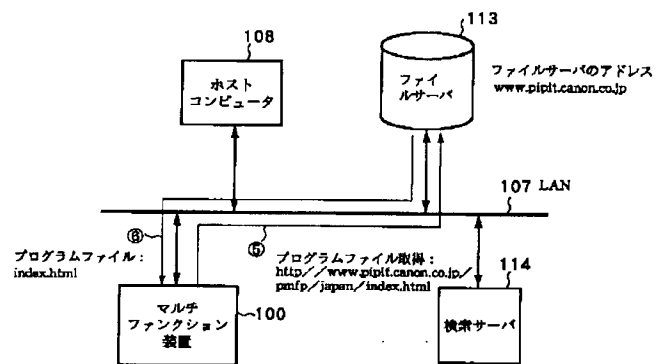 108
ホスト
コンピュータ
113
ファイ
ルサーバ
ファイルサーバのアドレス
www.pipit.canon.co.jp
107 LAN
⑥
⑤
プログラムファイル：
index.html
プログラムファイル取得：
http//www.pipit.canon.co.jp/
pmfp/japan/index.html
マルチ
ファンクション
装置
100
114
検索サーバ